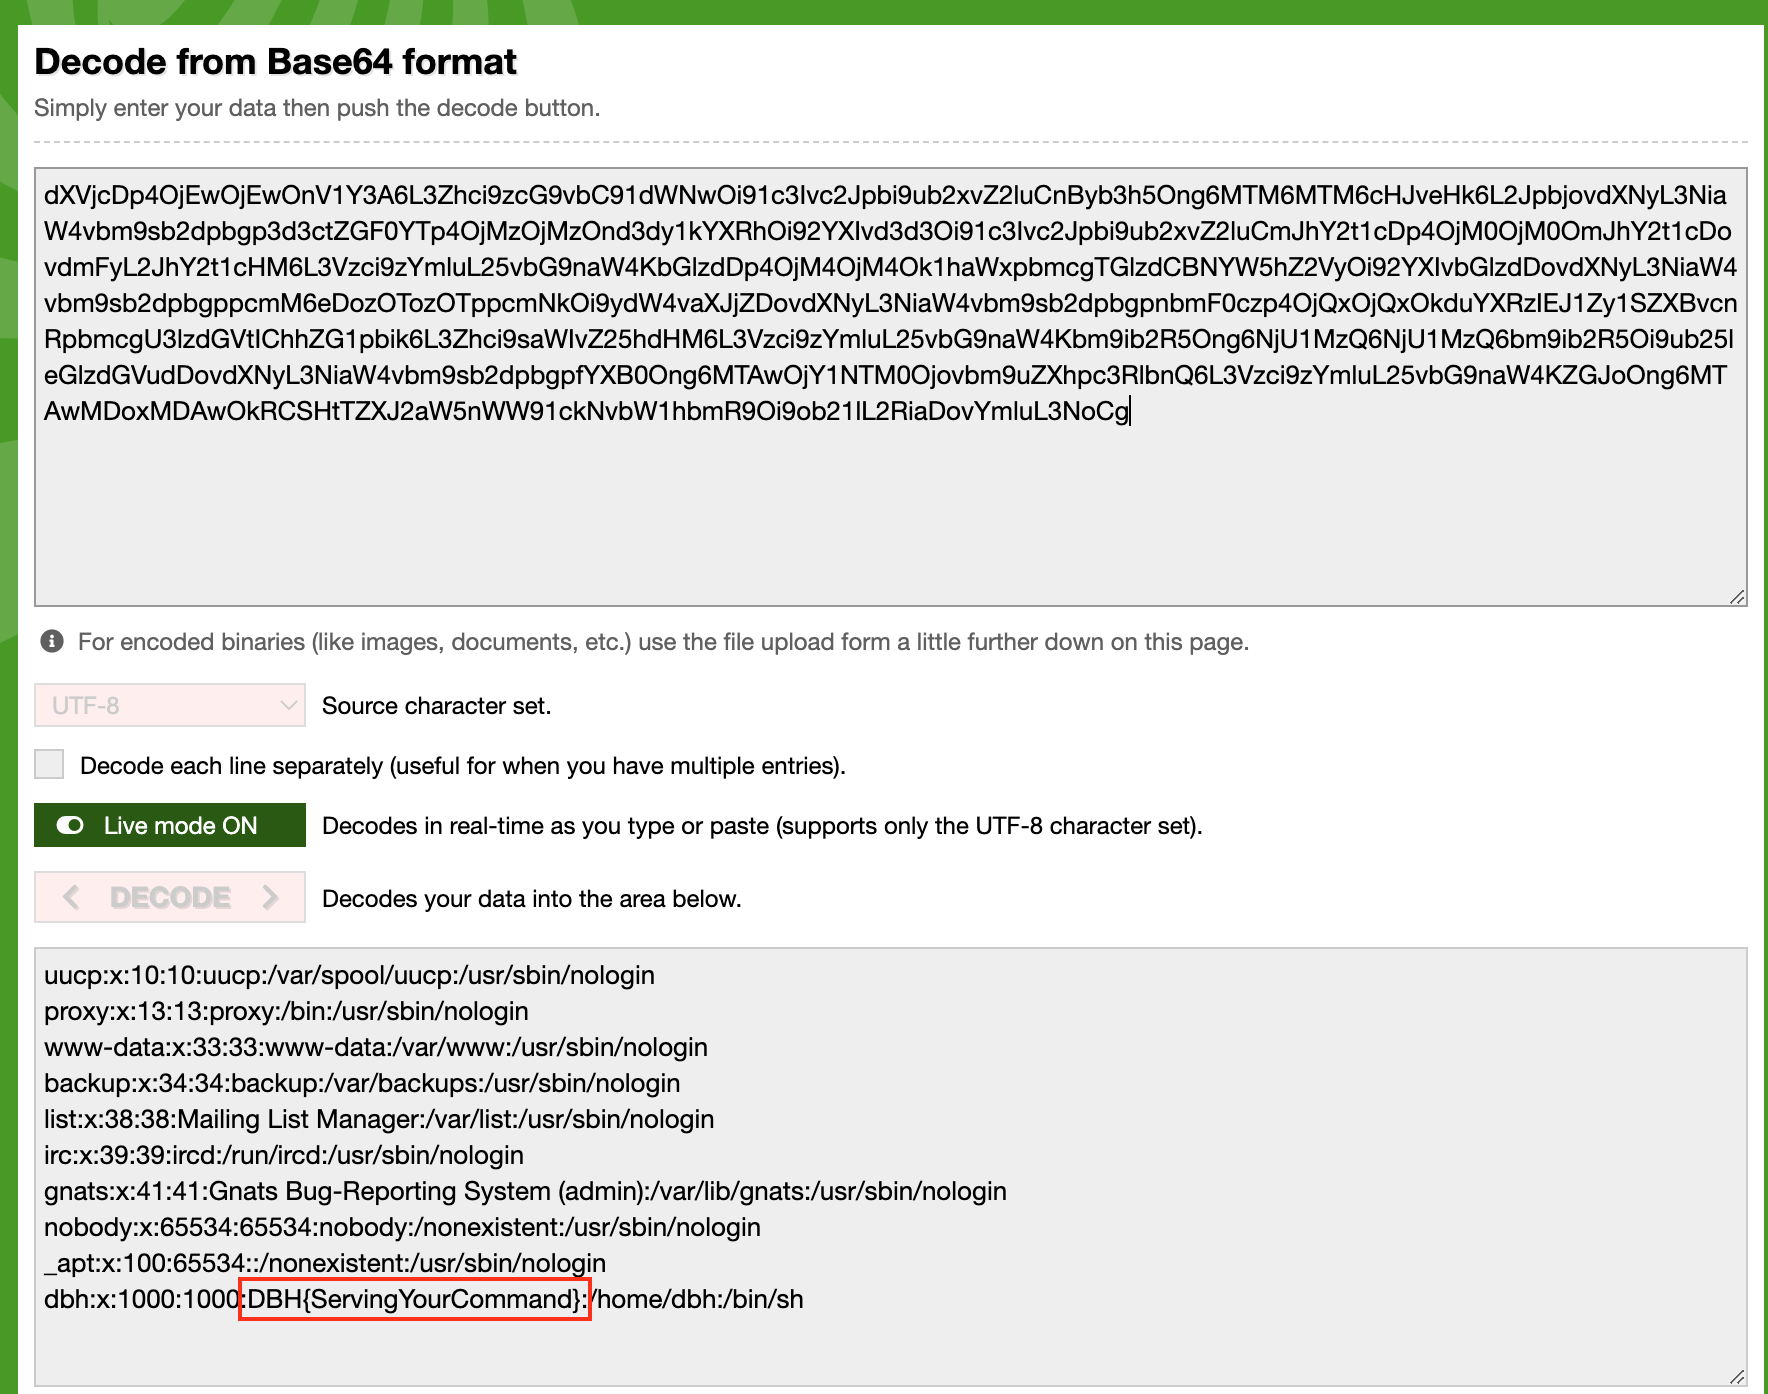 Decode from Base64 format
Simply enter your data then push the decode button.
dXVjcDp4OjEwOjEwOnV1Y3A6L3Zhci9zcG9vbC91dWNwOi91c3Ivc2Jpbi9ub2xvZ2luCnByb3h5Ong6MTM6MTM6cHJveHk6L2JpbjovdXNyL3Nia
W4vbm9sb2dpbgp3d3ctZGF0YTp4OjMzOjMzOnd3dy1kYXRhOi92YXIvd3d3Oi91c3Ivc2Jpbi9ub2xvZ2luCmJhY2t1cDp4OjM0OjM0OmJhY2t1cDo
vdmFyL2JhY2t1cHM6L3Vzci9zYmluL25vbG9naW4KbGlzdDp4OjM4OjM4Ok1haWxpbmcgTGlzdCBNYW5hZ2VyOi92YXIvbGlzdDovdXNyL3NiaW4
vbm9sb2dpbgppcmM6eDozOTozOTppcmNkOi9ydW4vaXJjZDovdXNyL3NiaW4vbm9sb2dpbgpnbmF0czp4OjQxOjQxOkduYXRzIEJ1Zy1SZXBvcn
RpbmcgU3lzdGVtIChhZG1pbik6L3Zhci9saWIvZ25hdHM6L3Vzci9zYmluL25vbG9naW4Kbm9ib2R5Ong6NjU1MzQ6NjU1MzQ6bm9ib2R5Oi9ub25l
eGlzdGVudDovdXNyL3NiaW4vbm9sb2dpbgpfYXB0Ong6MTAwOjY1NTM0Ojovbm9uZXhpc3RlbnQ6L3Vzci9zYmluL25vbG9naW4KZGJoOng6MT
AwMDoxMDAwOkRCSHtTZXJ2aW5nWW91ckNvbW1hbmR9Oi9ob21lL2RiaDovYmluL3NoCg
For encoded binaries (like images, documents, etc.) use the file upload form a little further down on this page.
UTF-8 Source character set.
Decode each line separately (useful for when you have multiple entries).
Live mode ON Decodes in real-time as you type or paste (supports only the UTF-8 character set).
< DECODE > Decodes your data into the area below.
uucp:x:10:10:uucp:/var/spool/uucp:/usr/sbin/nologin
proxy:x:13:13:proxy:/bin:/usr/sbin/nologin
www-data:x:33:33:www-data:/var/www:/usr/sbin/nologin
backup:x:34:34:backup:/var/backups:/usr/sbin/nologin
list:x:38:38:Mailing List Manager:/var/list:/usr/sbin/nologin
irc:x:39:39:ircd:/run/ircd:/usr/sbin/nologin
gnats:x:41:41:Gnats Bug-Reporting System (admin):/var/lib/gnats:/usr/sbin/nologin
nobody:x:65534:65534:nobody:/nonexistent:/usr/sbin/nologin
_apt:x:100:65534::/nonexistent:/usr/sbin/nologin
dbh:x:1000:1000:DBH{ServingYourCommand}:/home/dbh:/bin/sh